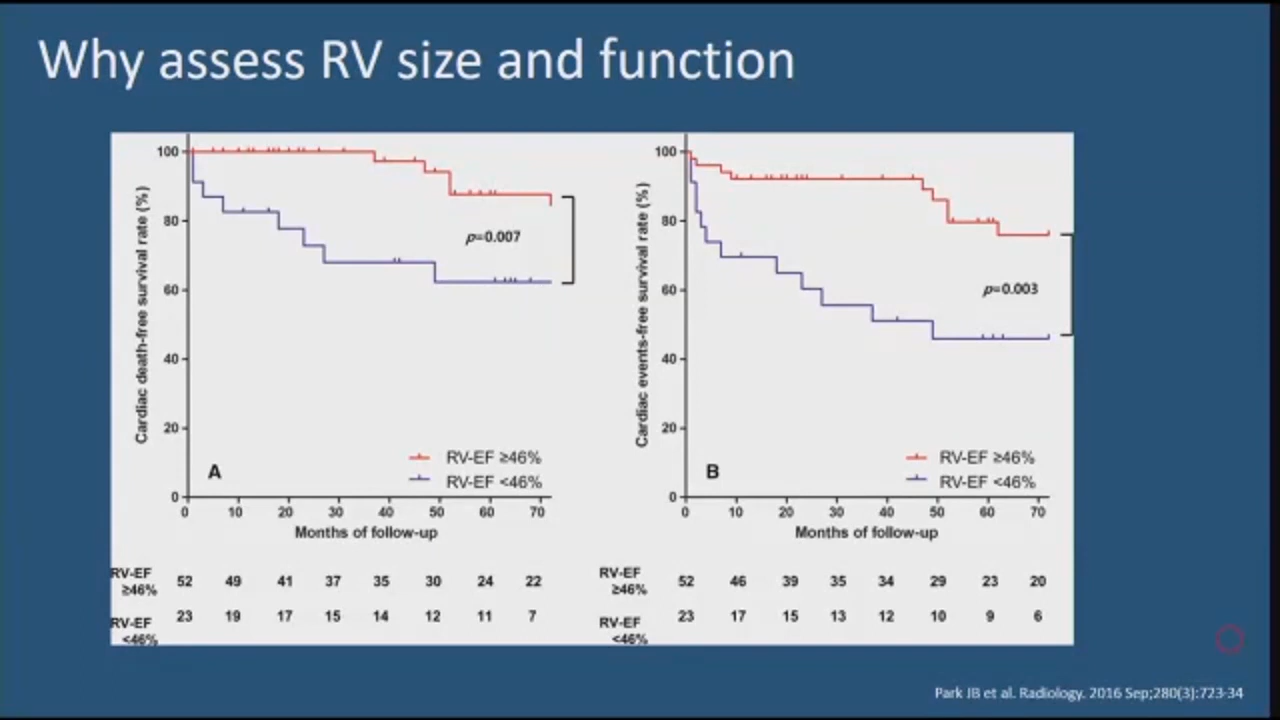 Why assess RV size and function
100
80
60
40
20
0
Cardiac death-free survival rate (%)
p=0.007
RV-EF ≥46%
RV-EF <46%
A
0 10 20 30 40 50 60 70
Months of follow-up
RV-EF ≥46% 52 49 41 37 35 30 24 22
RV-EF <46% 23 19 17 15 14 12 11 7
100
80
60
40
20
0
Cardiac events-free survival rate (%)
p=0.003
RV-EF ≥46%
RV-EF <46%
B
0 10 20 30 40 50 60 70
Months of follow-up
RV-EF ≥46% 52 46 39 35 34 29 23 20
RV-EF <46% 23 17 15 13 12 10 9 6
Park JB et al. Radiology. 2016 Sep;280(3):723-34